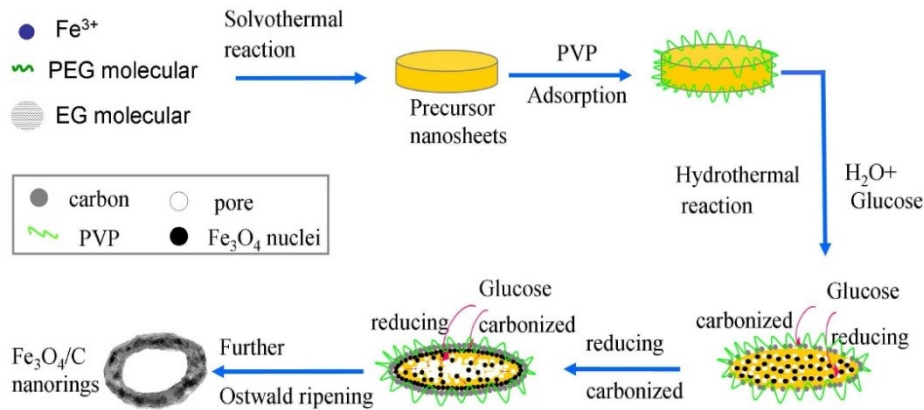 Fe³⁺
PEG molecular
EG molecular
Solvothermal
reaction
Precursor
nanosheets
PVP
Adsorption
Hydrothermal
reaction
H₂O+
Glucose
carbon
pore
PVP
Fe₃O₄ nuclei
Glucose
carbonized
reducing
reducing
carbonized
Glucose
reducing
carbonized
Further
Ostwald ripening
Fe₃O₄/C
nanorings